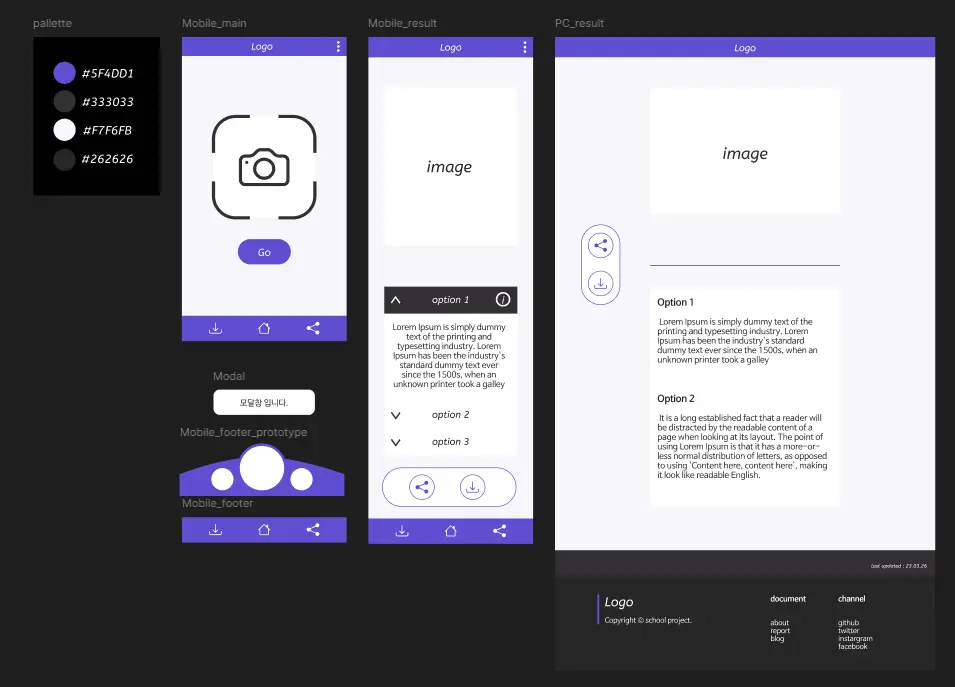 pallette
#5F4DD1
#333033
#F7F6FB
#262626
Mobile_main
Logo
Go
Modal
모달창 입니다.
Mobile_footer_prototype
Mobile_footer
Mobile_result
Logo
image
option 1
i
Lorem Ipsum is simply dummy
text of the printing and
typesetting industry. Lorem
Ipsum has been the industry's
standard dummy text ever
since the 1500s, when an
unknown printer took a galley
option 2
option 3
PC_result
Logo
image
Option 1
Lorem Ipsum is simply dummy text of the
printing and typesetting industry. Lorem
Ipsum has been the industry's standard
dummy text ever since the 1500s, when an
unknown printer took a galley
Option 2
It is a long established fact that a reader will
be distracted by the readable content of a
page when looking at its layout. The point of
using Lorem Ipsum is that it has a more-or-
less normal distribution of letters, as opposed
to using 'Content here, content here', making
it look like readable English.
Last updated : 23.03.26
Logo
Copyright © school project.
document
about
report
blog
channel
github
twitter
instargram
facebook